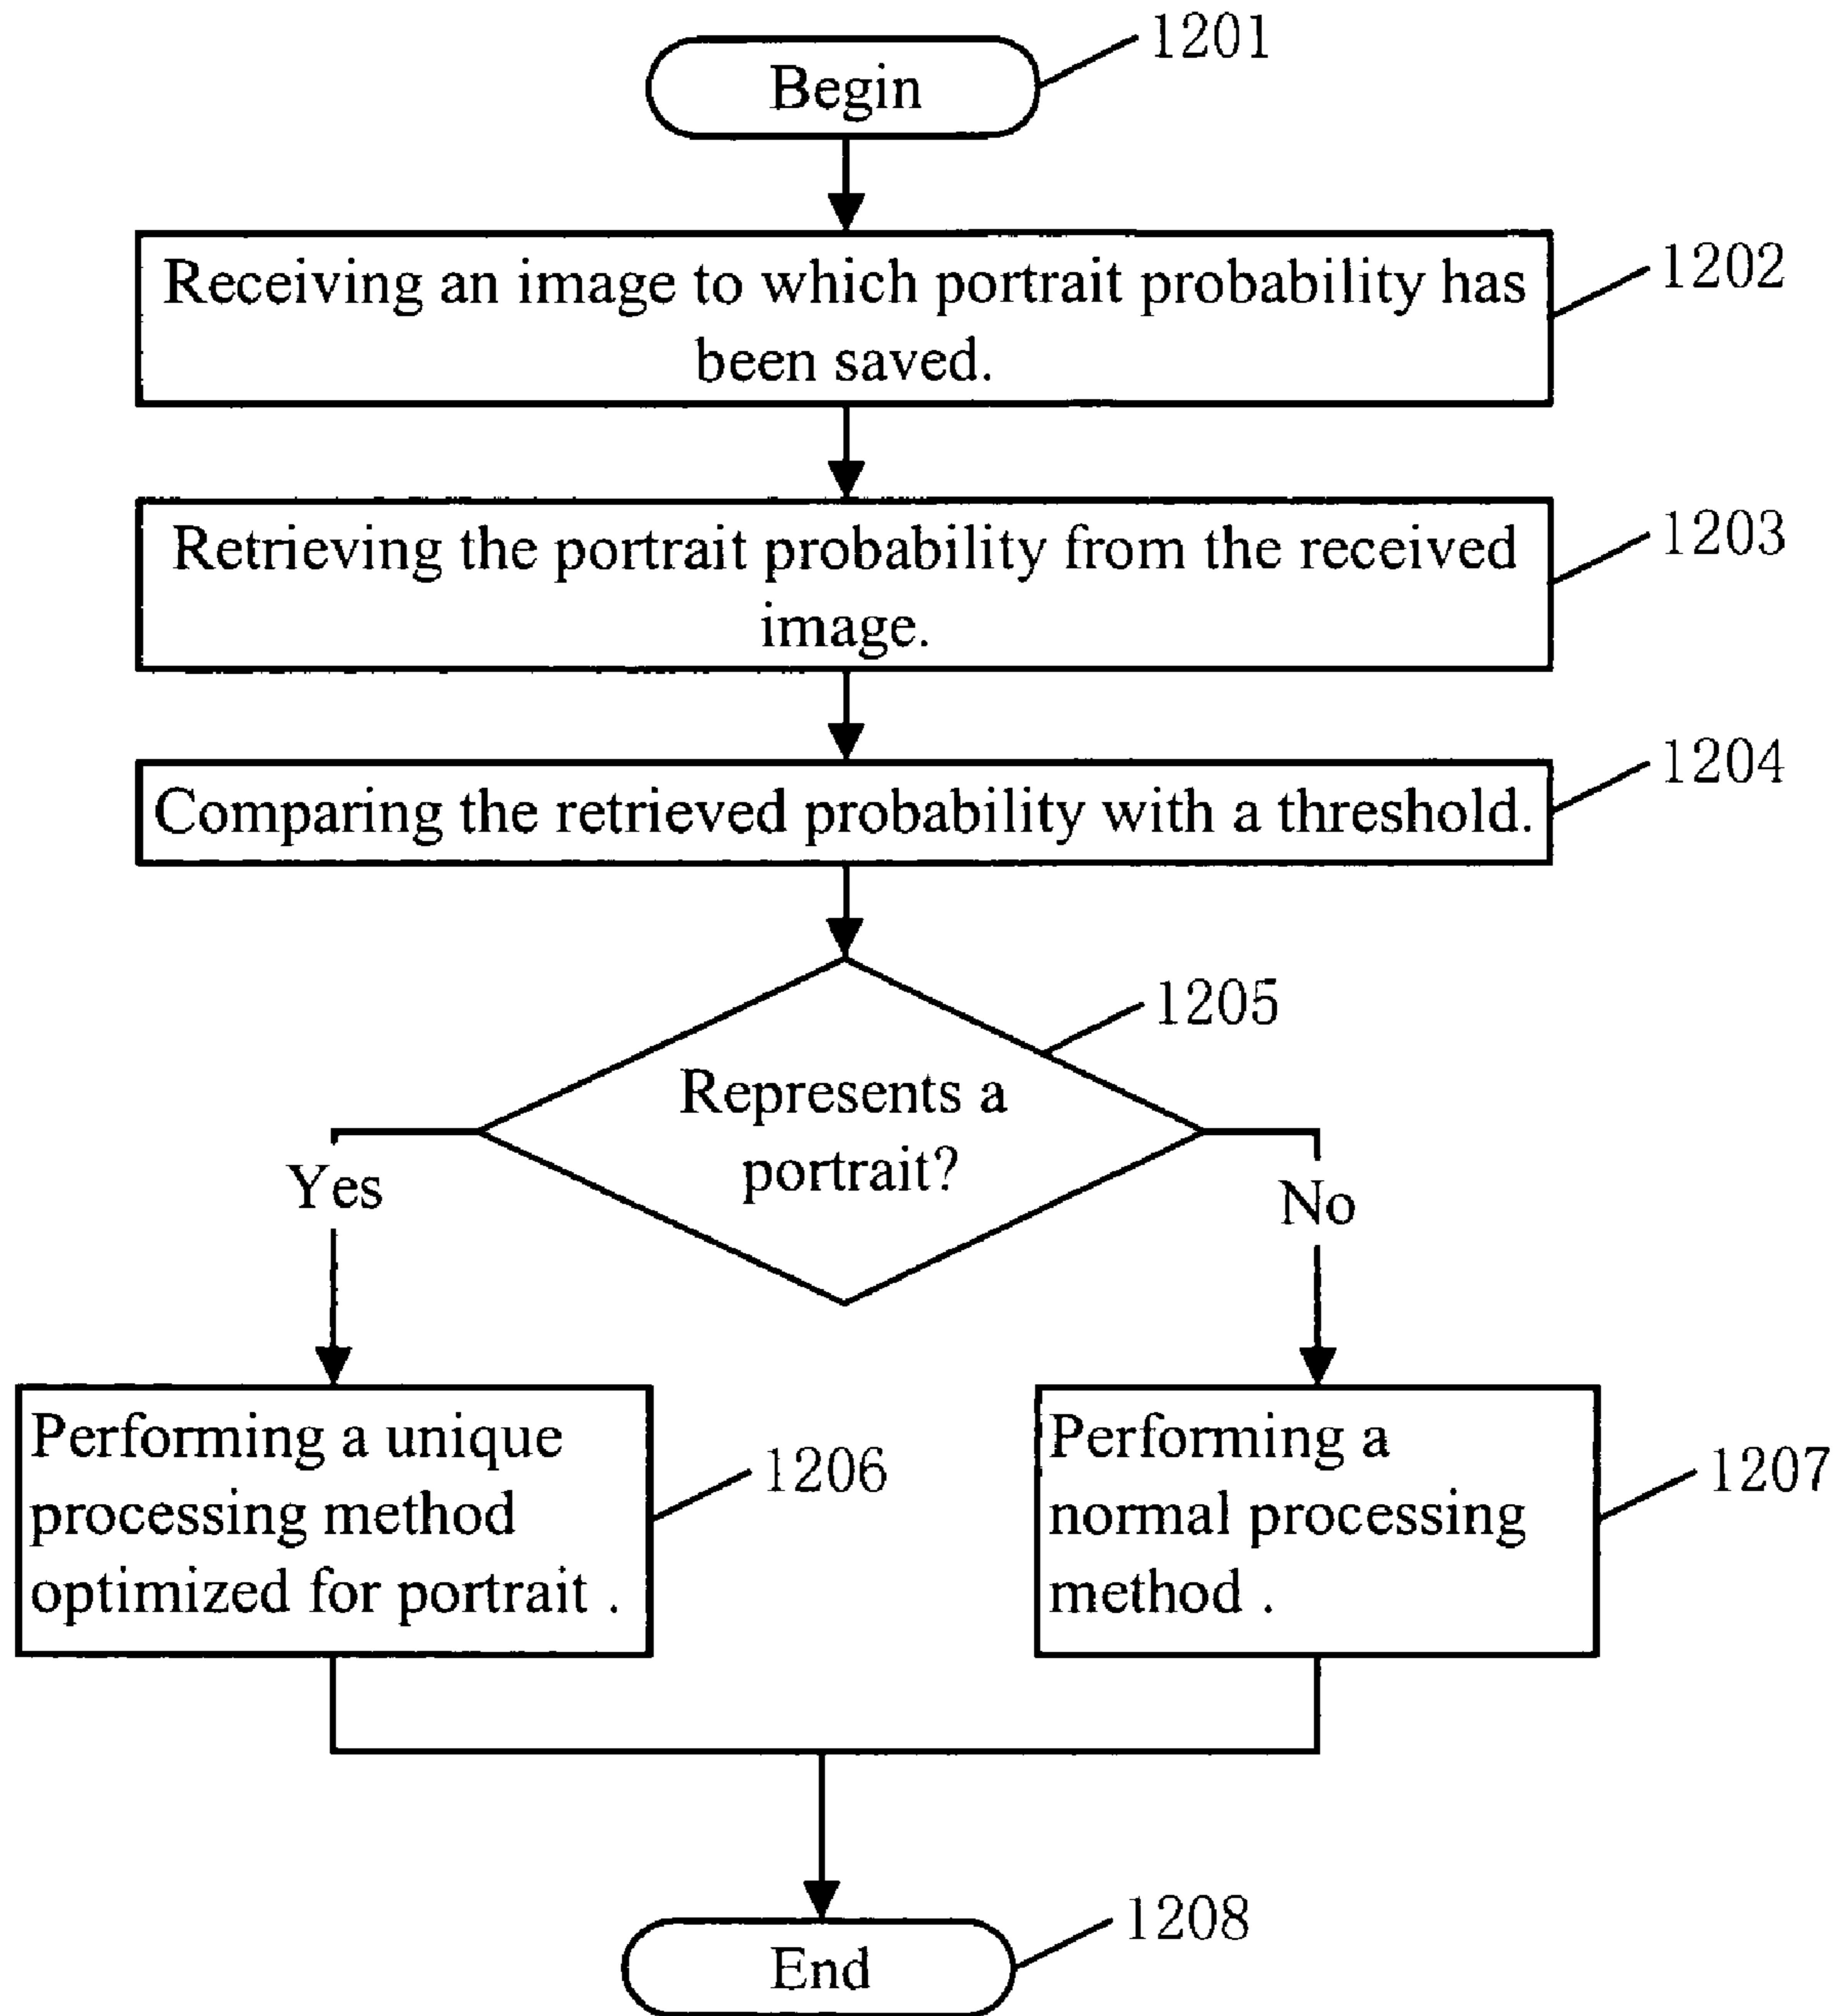 1201
Begin
1202
Receiving an image to which portrait probability has
been saved.
1203
Retrieving the portrait probability from the received
image.
1204
Comparing the retrieved probability with a threshold.
1205
Represents a
portrait?
Yes
No
Performing a unique
processing method
optimized for portrait .
1206
Performing a
normal processing
method .
1207
1208
End